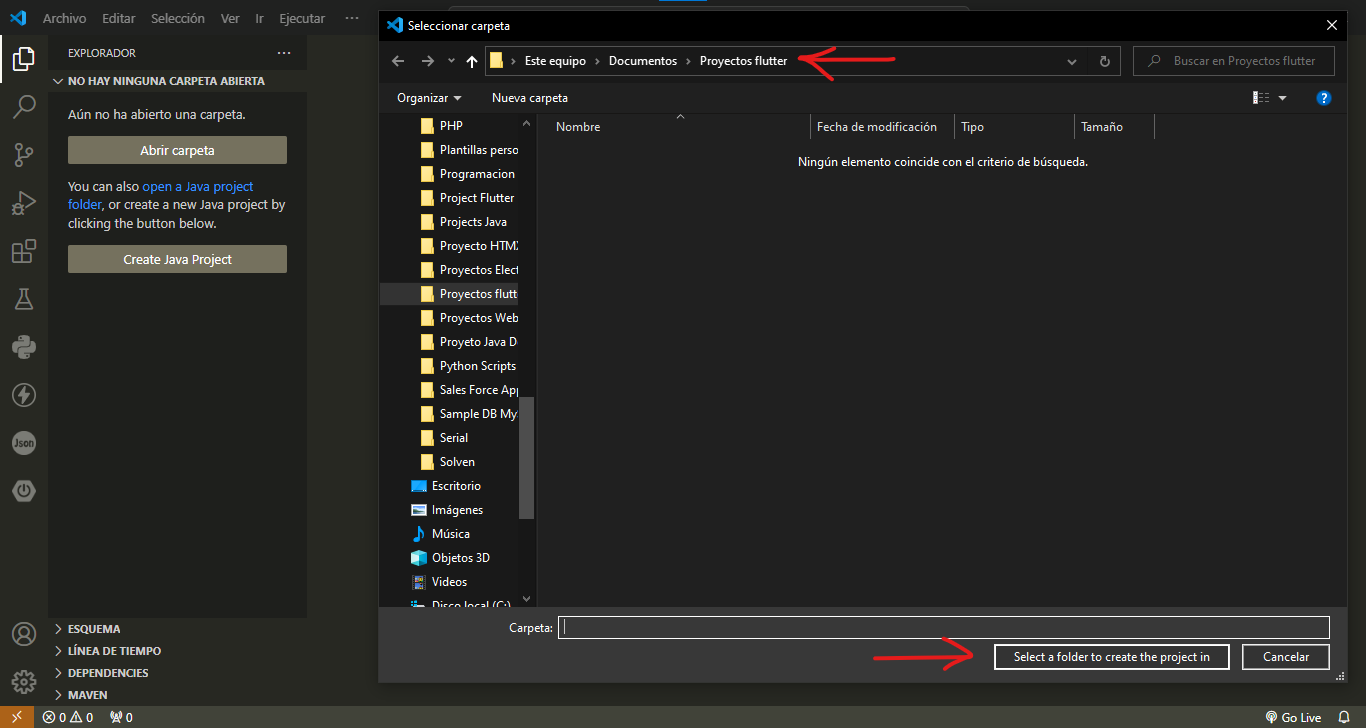 Archivo Editar Selección Ver Ir Ejecutar ···
Seleccionar carpeta
EXPLORADOR ···
NO HAY NINGUNA CARPETA ABIERTA
Aún no ha abierto una carpeta.
Abrir carpeta
You can also open a Java project
folder, or create a new Java project by
clicking the button below.
Create Java Project
Este equipo > Documentos > Proyectos flutter
Buscar en Proyectos flutter
Organizar Nueva carpeta
?
Nombre Fecha de modificación Tipo Tamaño
Ningún elemento coincide con el criterio de búsqueda.
PHP
Plantillas perso
Programacion
Project Flutter
Projects Java
Proyecto HTM
Proyectos Elect
Proyectos flutt
Proyectos Web
Proyeto Java D
Python Scripts
Sales Force App
Sample DB My
Serial
Solven
Escritorio
Imágenes
Música
Objetos 3D
Videos
Disco local (C:)
Json
Carpeta:
Select a folder to create the project in Cancelar
ESQUEMA
LÍNEA DE TIEMPO
DEPENDENCIES
MAVEN
0 0 0 Go Live